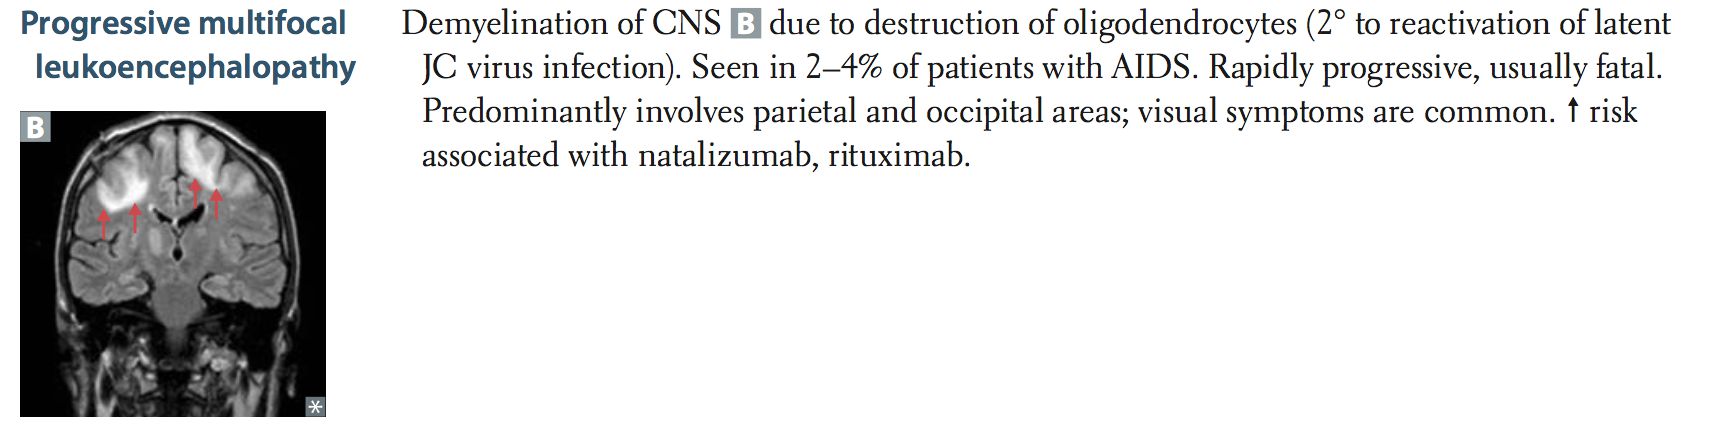 Progressive multifocal
leukoencephalopathy
B
*
Demyelination of CNS B due to destruction of oligodendrocytes (2° to reactivation of latent
JC virus infection). Seen in 2–4% of patients with AIDS. Rapidly progressive, usually fatal.
Predominantly involves parietal and occipital areas; visual symptoms are common. ↑ risk
associated with natalizumab, rituximab.